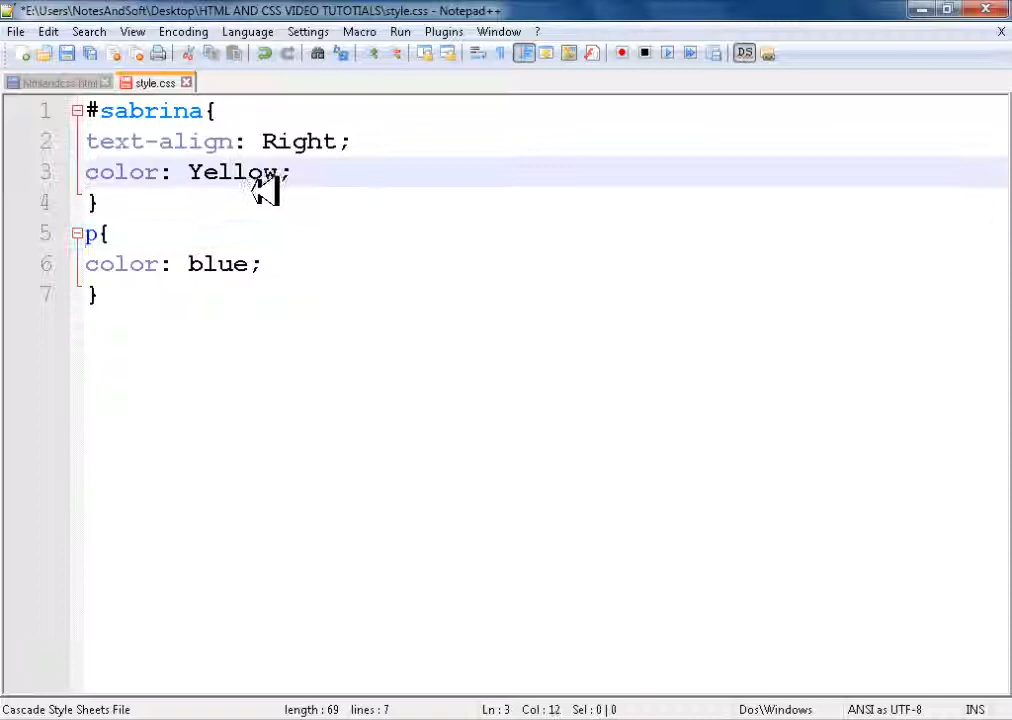 *E:\Users\NotesAndSoft\Desktop\HTML AND CSS VIDEO TUTOTIALS\style.css - Notepad++
File Edit Search View Encoding Language Settings Macro Run Plugins Window ? X
htmlandcss.html style.css
1 #sabrina{
2 text-align: Right;
3 color: Yellow;
4 }
5 p{
6 color: blue;
7 }
Cascade Style Sheets File length : 69 lines : 7 Ln : 3 Col : 12 Sel : 0 | 0 Dos\Windows ANSI as UTF-8 INS